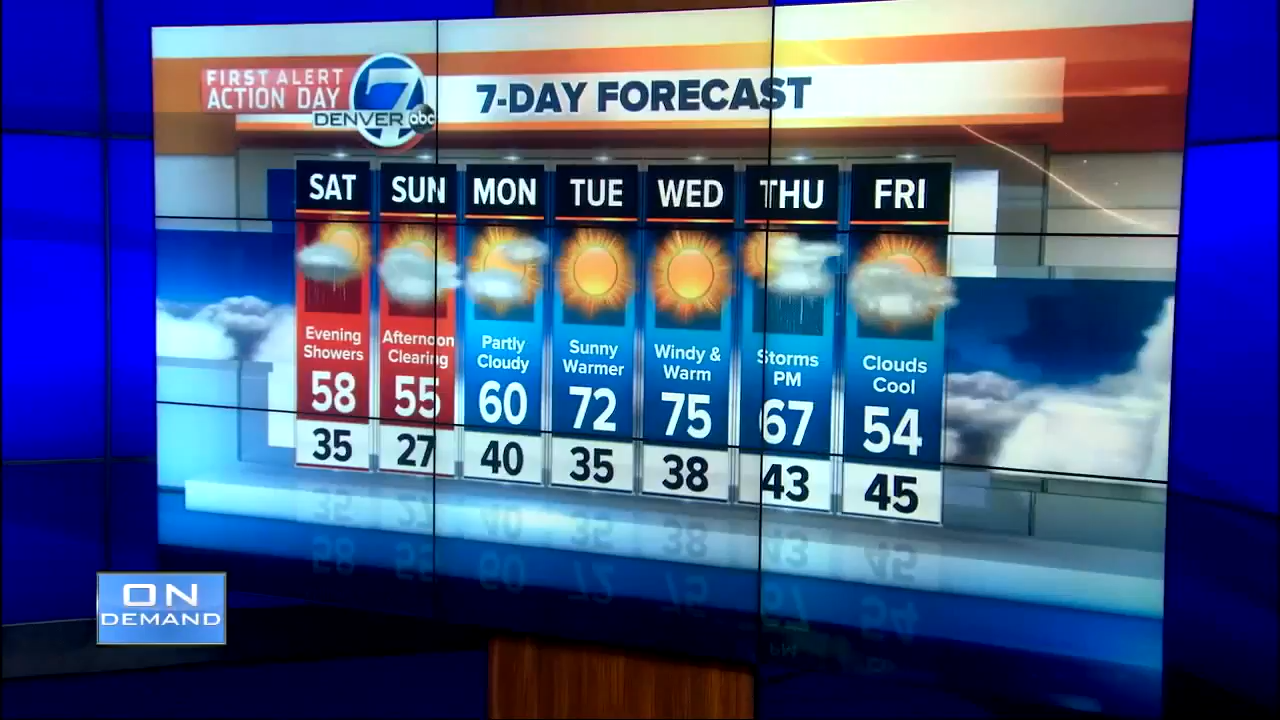 FIRST ALERT
ACTION DAY
7
DENVER abc
7-DAY FORECAST
SAT
Evening
Showers
58
35
SUN
Afternoon
Clearing
55
27
MON
Partly
Cloudy
60
40
TUE
Sunny
Warmer
72
35
WED
Windy &
Warm
75
38
THU
Storms
PM
67
43
FRI
Clouds
Cool
54
45
ON
DEMAND